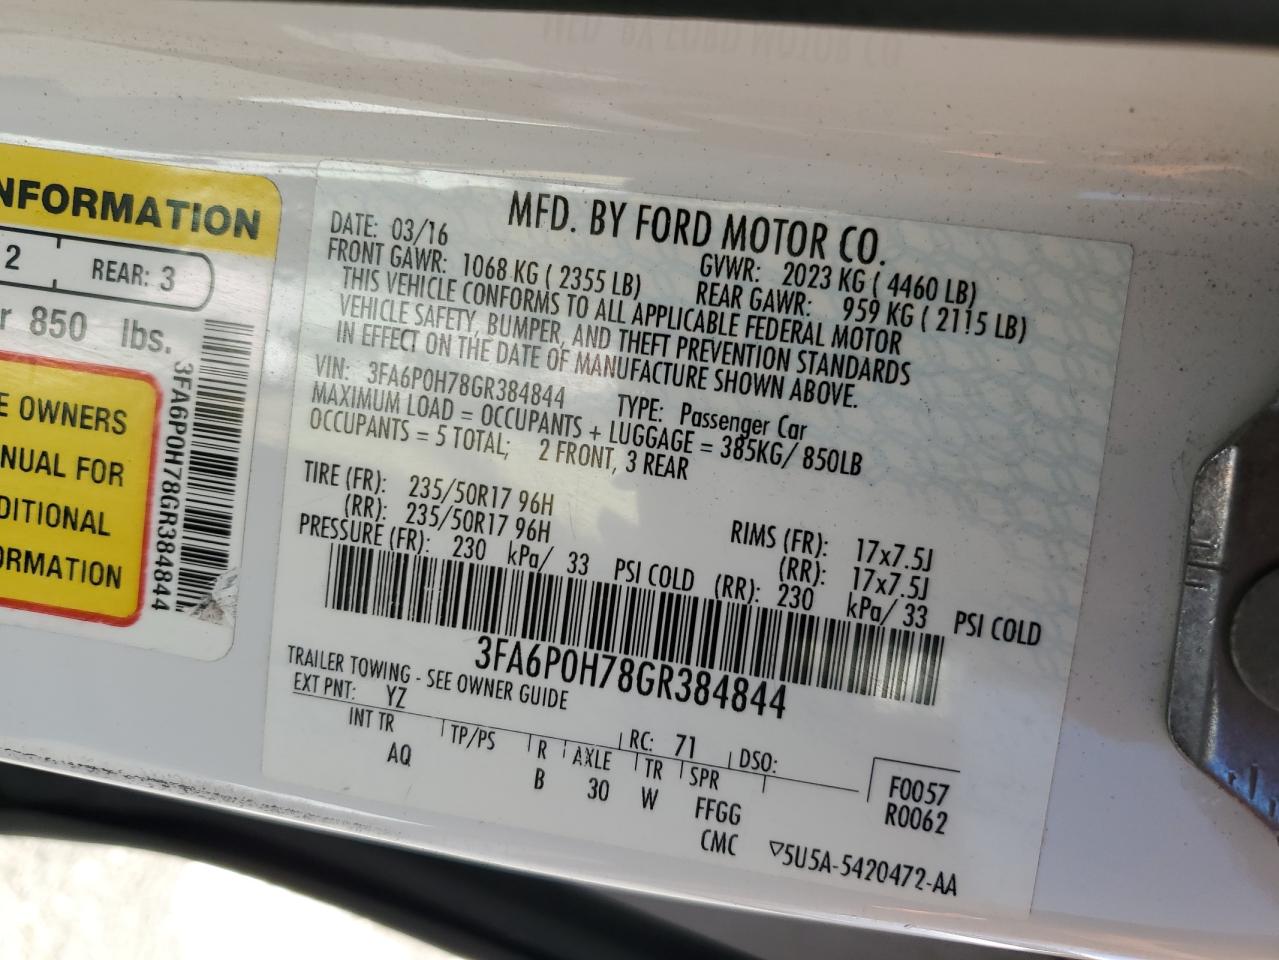 NFORMATION
2 REAR: 3
r 850 lbs.
E OWNERS
NUAL FOR
DITIONAL
ORMATION
3FA6P0H78GR384844
MFD. BY FORD MOTOR CO.
DATE: 03/16 GVWR: 2023 KG ( 4460 LB)
FRONT GAWR: 1068 KG ( 2355 LB) REAR GAWR: 959 KG ( 2115 LB)
THIS VEHICLE CONFORMS TO ALL APPLICABLE FEDERAL MOTOR
VEHICLE SAFETY, BUMPER, AND THEFT PREVENTION STANDARDS
IN EFFECT ON THE DATE OF MANUFACTURE SHOWN ABOVE.
VIN: 3FA6P0H78GR384844 TYPE: Passenger Car
MAXIMUM LOAD = OCCUPANTS + LUGGAGE = 385KG/ 850LB
OCCUPANTS = 5 TOTAL; 2 FRONT, 3 REAR
TIRE (FR): 235/50R17 96H RIMS (FR): 17x7.5J
(RR): 235/50R17 96H (RR): 17x7.5J
PRESSURE (FR): 230 kPa/ 33 PSI COLD (RR): 230 kPa/ 33 PSI COLD
3FA6P0H78GR384844
TRAILER TOWING - SEE OWNER GUIDE
EXT PNT: YZ RC: 71 DSO:
INT TR TP/PS R AXLE TR SPR F0057
AQ B 30 W FFGG R0062
CMC ▽5U5A-5420472-AA